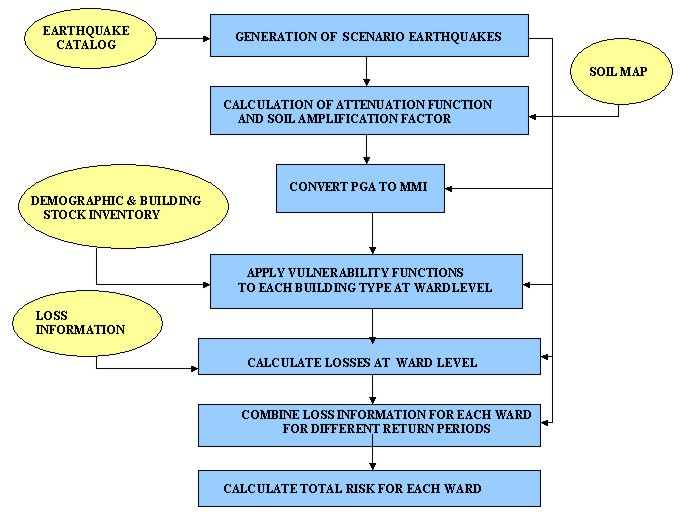 EARTHQUAKE
CATALOG
GENERATION OF SCENARIO EARTHQUAKES
SOIL MAP
CALCULATION OF ATTENUATION FUNCTION
AND SOIL AMPLIFICATION FACTOR
CONVERT PGA TO MMI
DEMOGRAPHIC & BUILDING
STOCK INVENTORY
APPLY VULNERABILITY FUNCTIONS
TO EACH BUILDING TYPE AT WARD LEVEL
LOSS
INFORMATION
CALCULATE LOSSES AT WARD LEVEL
COMBINE LOSS INFORMATION FOR EACH WARD
FOR DIFFERENT RETURN PERIODS
CALCULATE TOTAL RISK FOR EACH WARD